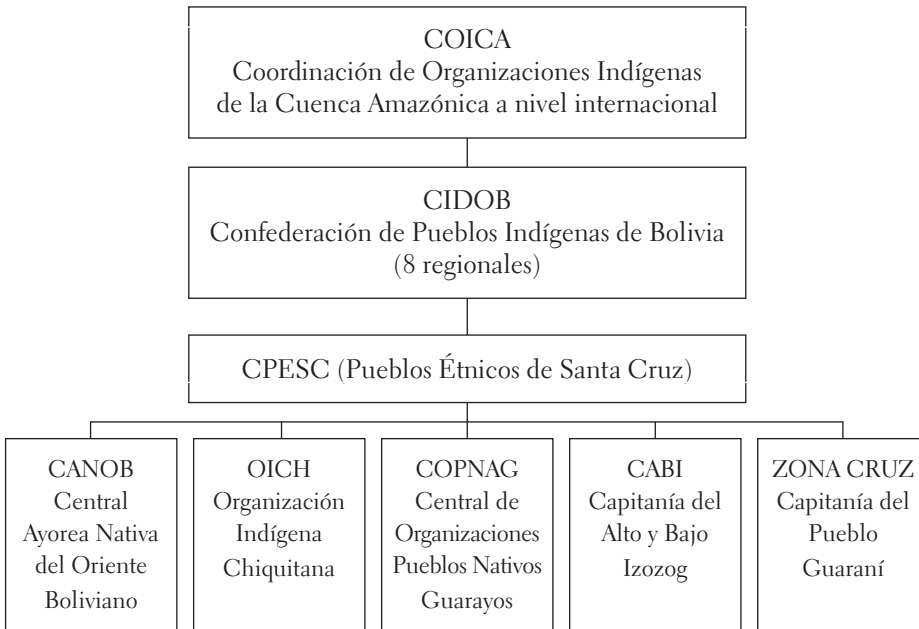 COICA
Coordinación de Organizaciones Indígenas
de la Cuenca Amazónica a nivel internacional
CIDOB
Confederación de Pueblos Indígenas de Bolivia
(8 regionales)
CPESC (Pueblos Étnicos de Santa Cruz)
CANOB
Central
Ayorea Nativa
del Oriente
Boliviano
OICH
Organización
Indígena
Chiquitana
COPNAG
Central de
Organizaciones
Pueblos Nativos
Guarayos
CABI
Capitanía del
Alto y Bajo
Izozog
ZONA CRUZ
Capitanía del
Pueblo
Guaraní